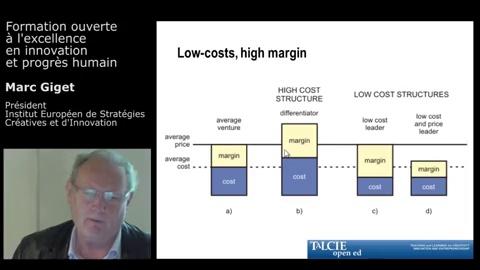 Formation ouverte
à l'excellence
en innovation
et progrès humain
Marc Giget
Président
Institut Européen de Stratégies
Créatives et d'Innovation
Low-costs, high margin
HIGH COST
STRUCTURE
LOW COST STRUCTURES
average
venture
differentiator
low cost
leader
low cost
and price
leader
average
price
average
cost
margin
cost
margin
cost
margin
cost
margin
cost
a)
b)
c)
d)
TALCIE
open ed